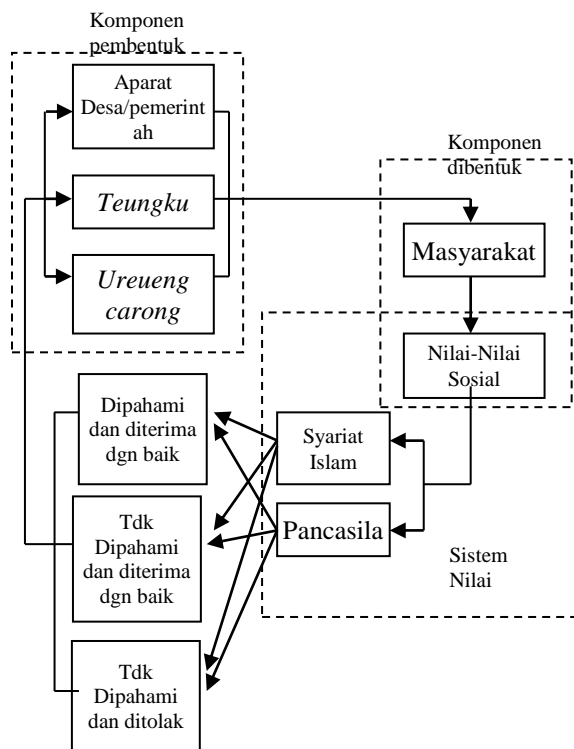 Komponen
pembentuk
Aparat
Desa/pemerint
ah
Teungku
Ureueng
carong
Komponen
dibentuk
Masyarakat
Nilai-Nilai
Sosial
Dipahami
dan diterima
dgn baik
Syariat
Islam
Tdk
Dipahami
dan diterima
dgn baik
Pancasila
Sistem
Nilai
Tdk
Dipahami
dan ditolak